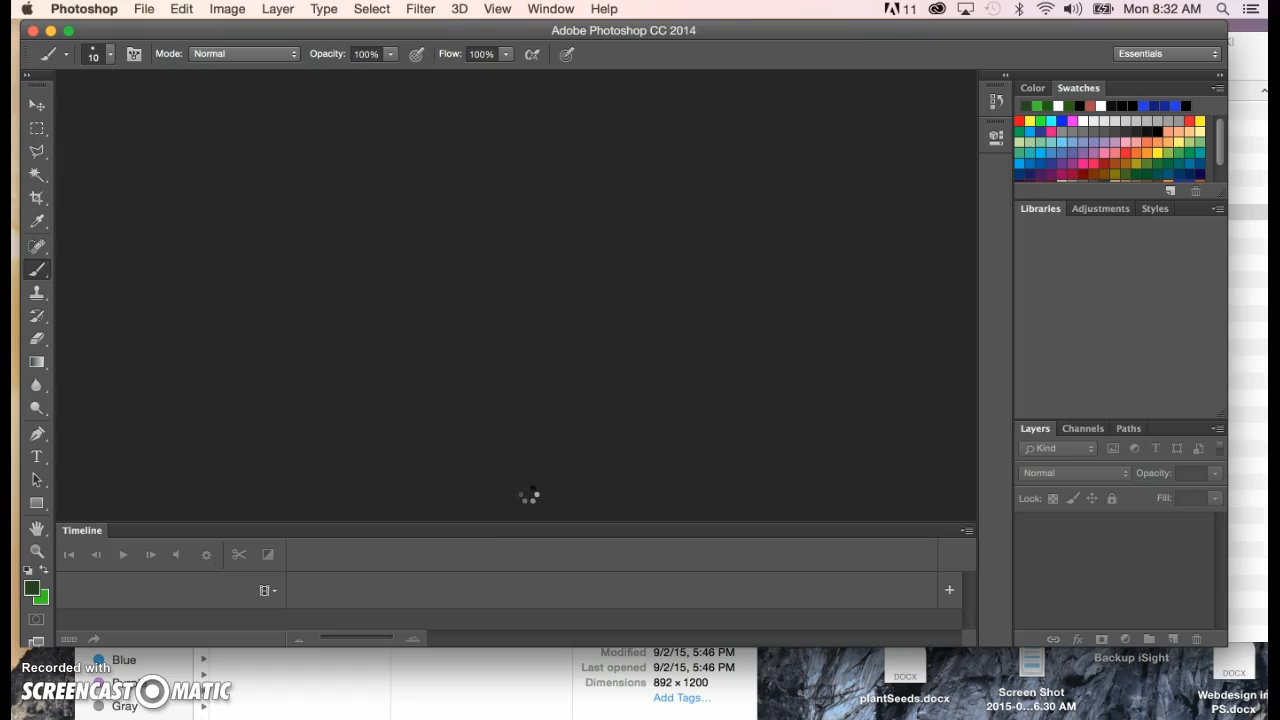 Photoshop File Edit Image Layer Type Select Filter 3D View Window Help 11 Mon 8:32 AM
Adobe Photoshop CC 2014
10 Mode: Normal Opacity: 100% Flow: 100% Essentials
Color Swatches
Libraries Adjustments Styles
Layers Channels Paths
Kind
Normal Opacity:
Lock: Fill:
Timeline
Blue
Gray
Modified 9/2/15, 5:46 PM
Last opened 9/2/15, 5:46 PM
Dimensions 892 × 1200
Add Tags...
DOCX
plantSeeds.docx
Screen Shot
2015-0...6.30 AM
Backup iSight
DOCX
Webdesign in
PS.docx
Recorded with
SCREENCAST MATIC